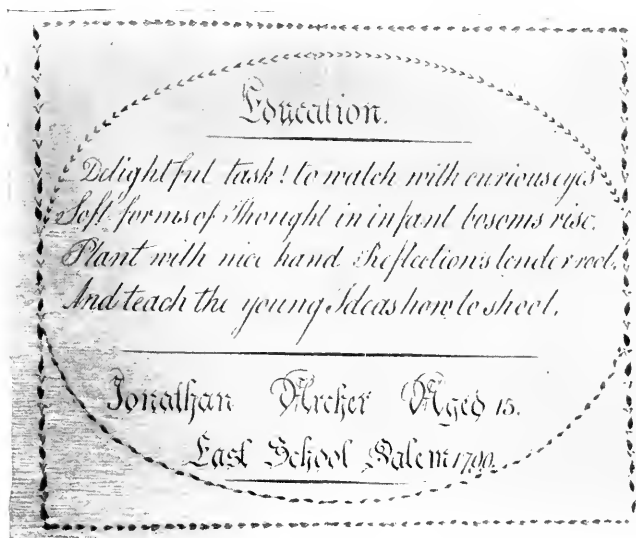 Education.
Delightful task! to watch with curious eyes
Soft forms of Thought in infant bosoms rise.
Plant with nice hand Reflection's tender root,
And teach the young Ideas how to shoot.
Jonathan Archer Aged 15.
East School Salem 1790.